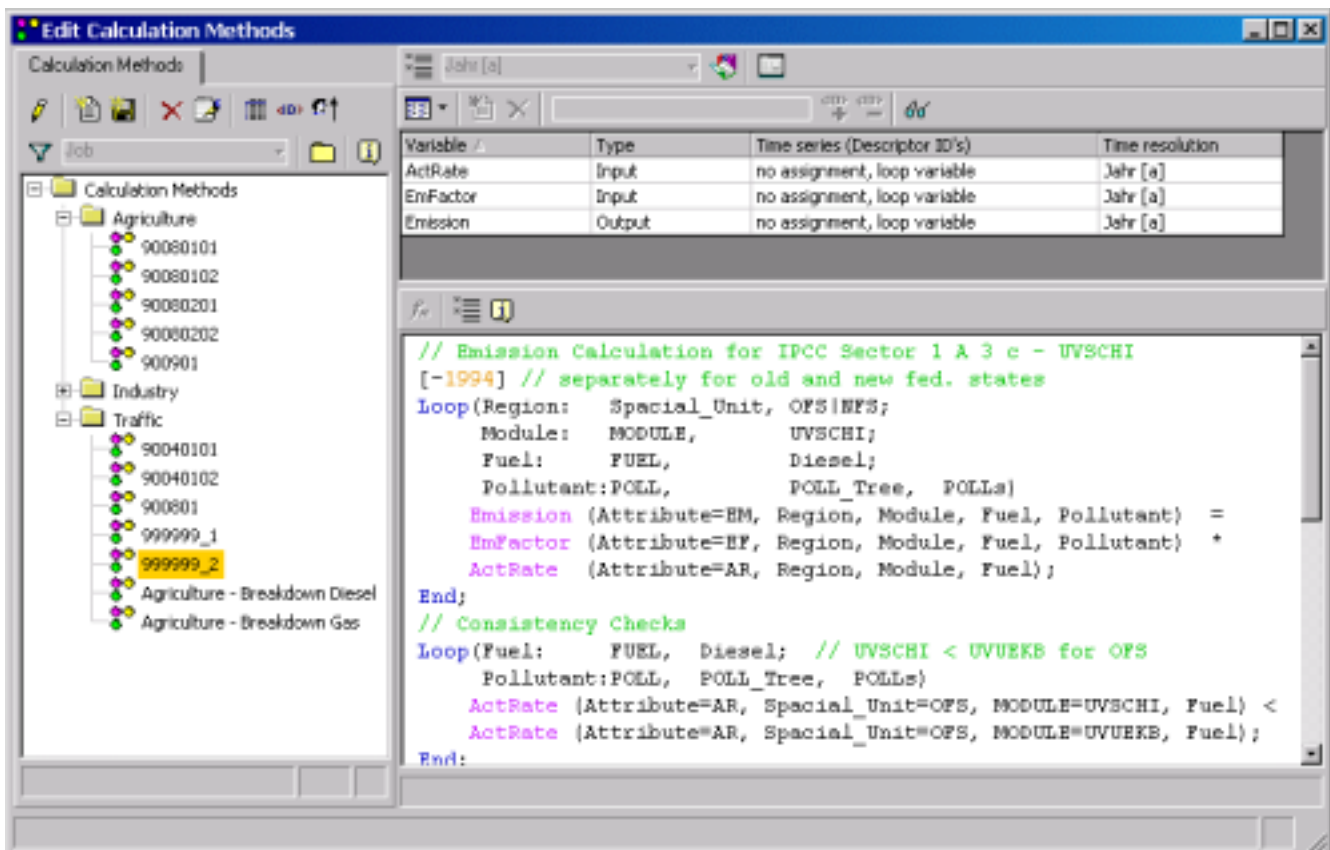 Edit Calculation Methods
Calculation Methods
Jahr [a]
Job
Variable Type Time series (Descriptor ID's) Time resolution
ActRate Input no assignment, loop variable Jahr [a]
EmFactor Input no assignment, loop variable Jahr [a]
Emission Output no assignment, loop variable Jahr [a]
Calculation Methods
Agriculture
90080101
90080102
90080201
90080202
900901
Industry
Traffic
90040101
90040102
900801
999999_1
999999_2
Agriculture - Breakdown Diesel
Agriculture - Breakdown Gas
// Emission Calculation for IPCC Sector 1 A 3 c - UVSCHI
[-1994] // separately for old and new fed. states
Loop(Region: Spacial_Unit, OFS|NFS;
Module: MODULE, UVSCHI;
Fuel: FUEL, Diesel;
Pollutant:POLL, POLL_Tree, POLLs)
Emission (Attribute=EM, Region, Module, Fuel, Pollutant) =
EmFactor (Attribute=EF, Region, Module, Fuel, Pollutant) *
ActRate (Attribute=AR, Region, Module, Fuel);
End;
// Consistency Checks
Loop(Fuel: FUEL, Diesel; // UVSCHI < UVUEKB for OFS
Pollutant:POLL, POLL_Tree, POLLs)
ActRate (Attribute=AR, Spacial_Unit=OFS, MODULE=UVSCHI, Fuel) <
ActRate (Attribute=AR, Spacial_Unit=OFS, MODULE=UVUEKB, Fuel);
End;